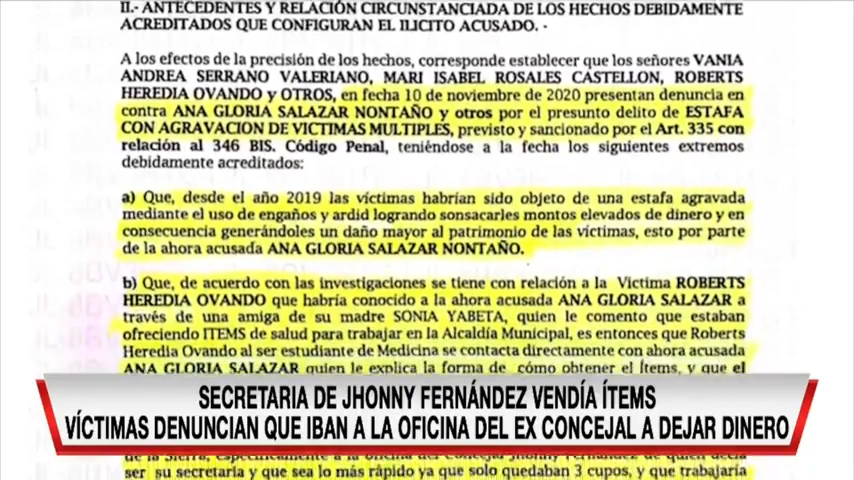 II.- ANTECEDENTES Y RELACIÓN CIRCUNSTANCIADA DE LOS HECHOS DEBIDAMENTE
ACREDITADOS QUE CONFIGURAN EL ILICITO ACUSADO. -
A los efectos de la precisión de los hechos, corresponde establecer que los señores VANIA
ANDREA SERRANO VALERIANO, MARI ISABEL ROSALES CASTELLON, ROBERTS
HEREDIA OVANDO y OTROS, en fecha 10 de noviembre de 2020 presentan denuncia en
contra ANA GLORIA SALAZAR NONTAÑO y otros por el presunto delito de ESTAFA
CON AGRAVACION DE VICTIMAS MULTIPLES, previsto y sancionado por el Art. 335 con
relación al 346 BIS. Código Penal, teniéndose a la fecha los siguientes extremos
debidamente acreditados:
a) Que, desde el año 2019 las víctimas habrían sido objeto de una estafa agravada
mediante el uso de engaños y ardid logrando sonsacarles montos elevados de dinero y en
consecuencia generándoles un daño mayor al patrimonio de las víctimas, esto por parte
de la ahora acusada ANA GLORIA SALAZAR NONTAÑO.
b) Que, de acuerdo con las investigaciones se tiene con relación a la Victima ROBERTS
HEREDIA OVANDO que habría conocido a la ahora acusada ANA GLORIA SALAZAR a
través de una amiga de su madre SONIA YABETA, quien le comento que estaban
ofreciendo ITEMS de salud para trabajar en la Alcaldía Municipal, es entonces que Roberts
Heredia Ovando al ser estudiante de Medicina se contacta directamente con ahora acusada
ANA GLORIA SALAZAR quien le explica la forma de cómo obtener el Ítems, y que el
SECRETARIA DE JHONNY FERNÁNDEZ VENDÍA ÍTEMS
VÍCTIMAS DENUNCIAN QUE IBAN A LA OFICINA DEL EX CONCEJAL A DEJAR DINERO
de la Sierra, específicamente a la oficina del Concejal Jhonny Fernández de quien decía
ser su secretaria y que sea lo más rápido ya que solo quedaban 3 cupos, y que trabajaría